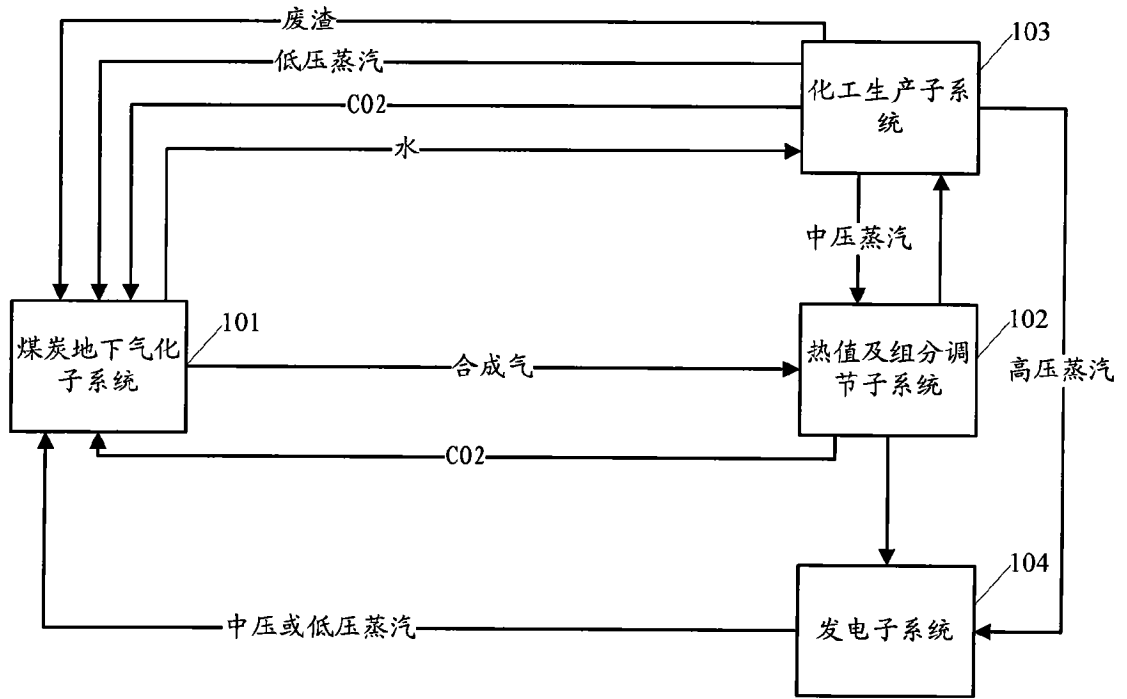 废渣
103
低压蒸汽
化工生产子系
统
CO2
水
中压蒸汽
101
102
煤炭地下气化
子系统
合成气
热值及组分调
节子系统
高压蒸汽
CO2
104
中压或低压蒸汽
发电子系统